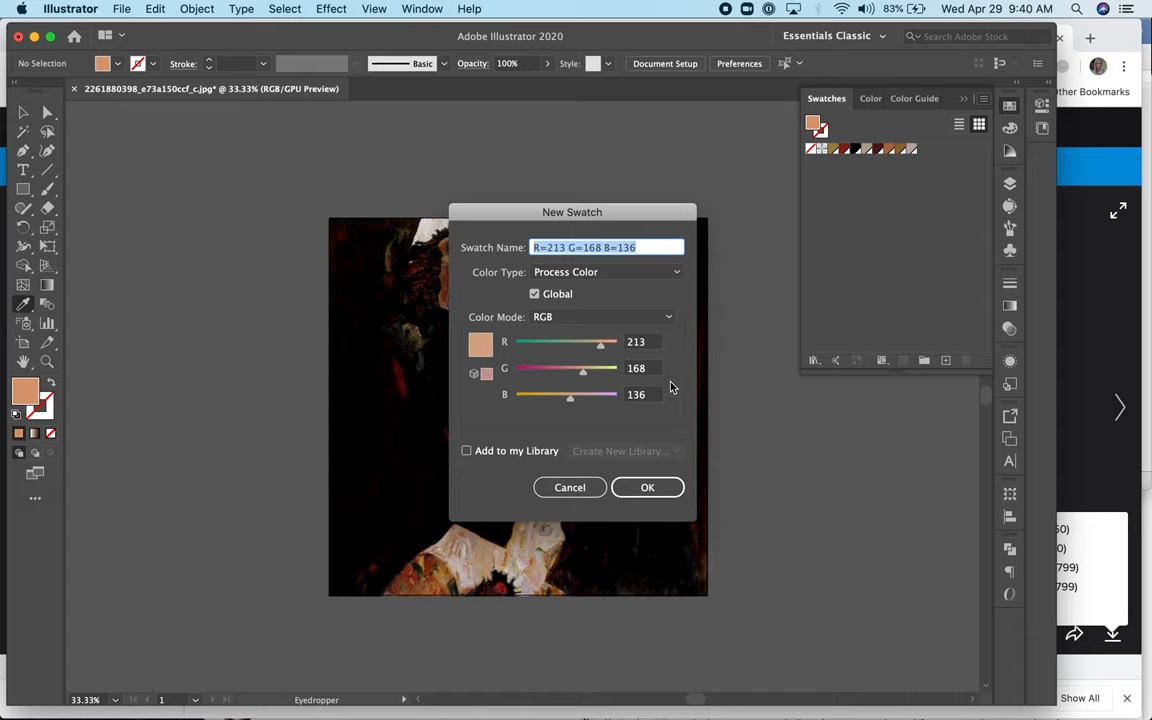 Illustrator File Edit Object Type Select Effect View Window Help 83% Wed Apr 29 9:40 AM
Adobe Illustrator 2020
Essentials Classic
Search Adobe Stock
No Selection Stroke: Basic Opacity: 100% Style: Document Setup Preferences
2261880398_e73a150ccf_c.jpg* @ 33.33% (RGB/GPU Preview)
Other Bookmarks
Swatches Color Color Guide
New Swatch
Swatch Name: R=213 G=168 B=136
Color Type: Process Color
Global
Color Mode: RGB
R 213
G 168
B 136
Add to my Library Create New Library...
Cancel OK
50)
0)
799)
799)
33.33% 1 Eyedropper
Show All